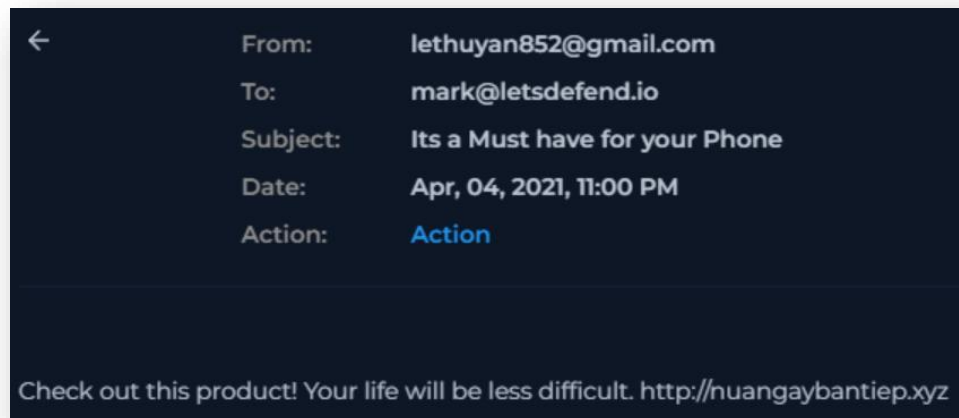 From: lethuyan852@gmail.com
To: mark@letsdefend.io
Subject: Its a Must have for your Phone
Date: Apr, 04, 2021, 11:00 PM
Action: Action
Check out this product! Your life will be less difficult. http://nuangaybantiep.xyz